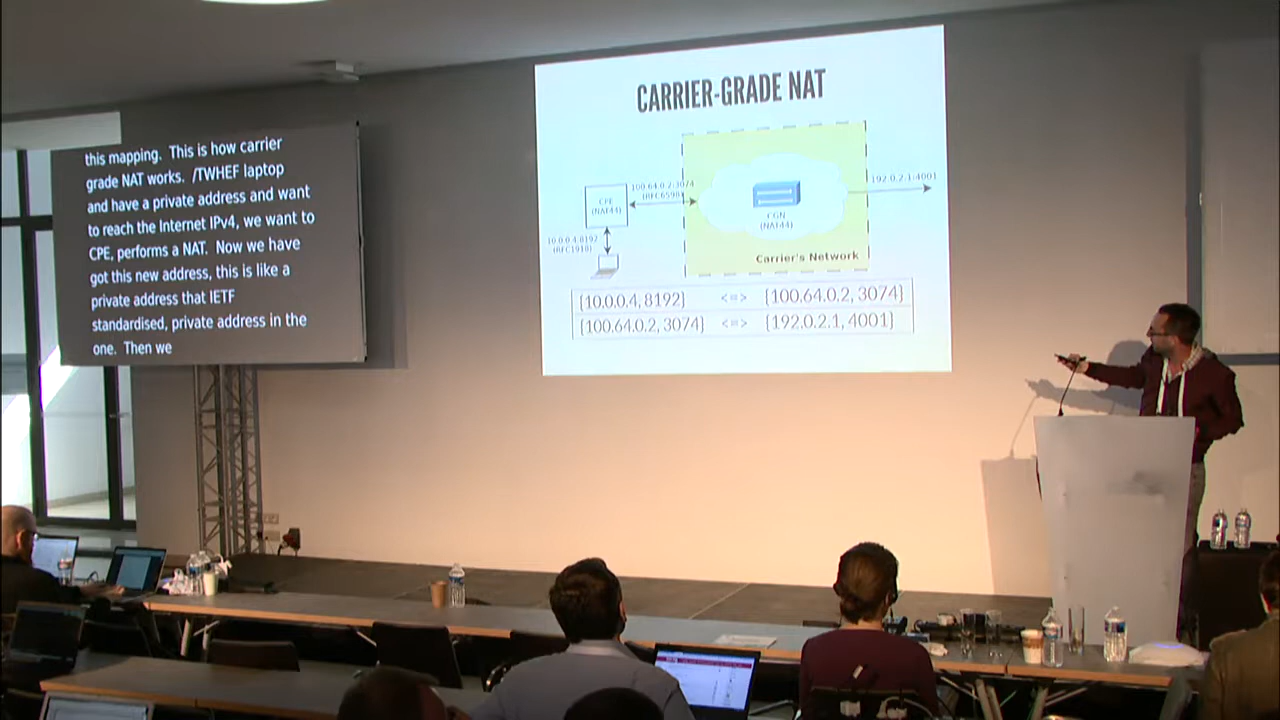 this mapping.  This is how carrier
grade NAT works.  /TWHEF laptop
and have a private address and want
to reach the Internet IPv4, we want to
CPE, performs a NAT.  Now we have
got this new address, this is like a
private address that IETF
standardised, private address in the
one.  Then we
CARRIER-GRADE NAT
100.64.0.2:3074
(RFC6598)
192.0.2.1:4001
CPE
(NAT44)
CGN
(NAT44)
10.0.0.4:8192
(RFC1918)
Carrier's Network
{10.0.0.4, 8192} <=> {100.64.0.2, 3074}
{100.64.0.2, 3074} <=> {192.0.2.1, 4001}